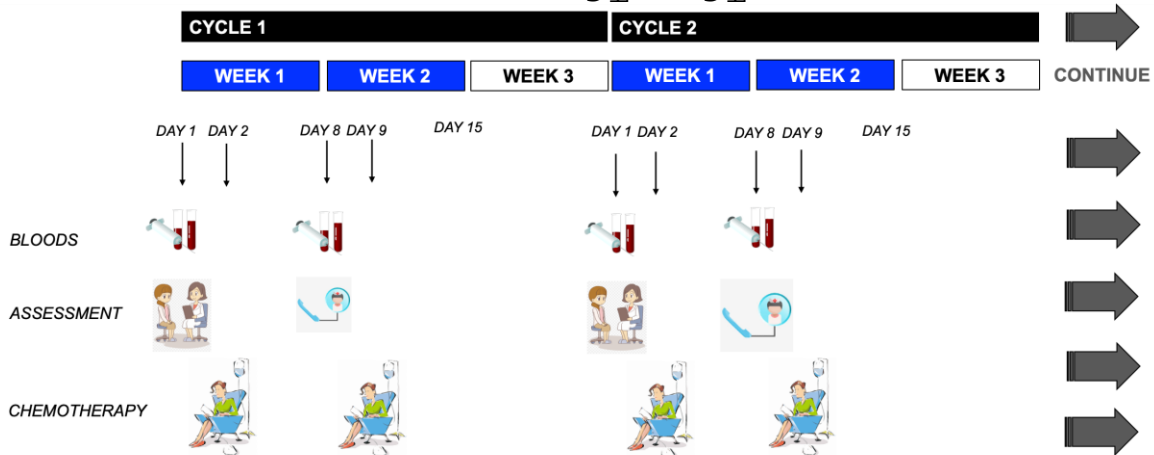 CYCLE 1 CYCLE 2
WEEK 1 WEEK 2 WEEK 3 WEEK 1 WEEK 2 WEEK 3 CONTINUE
DAY 1 DAY 2 DAY 8 DAY 9 DAY 15 DAY 1 DAY 2 DAY 8 DAY 9 DAY 15
BLOODS
ASSESSMENT
CHEMOTHERAPY